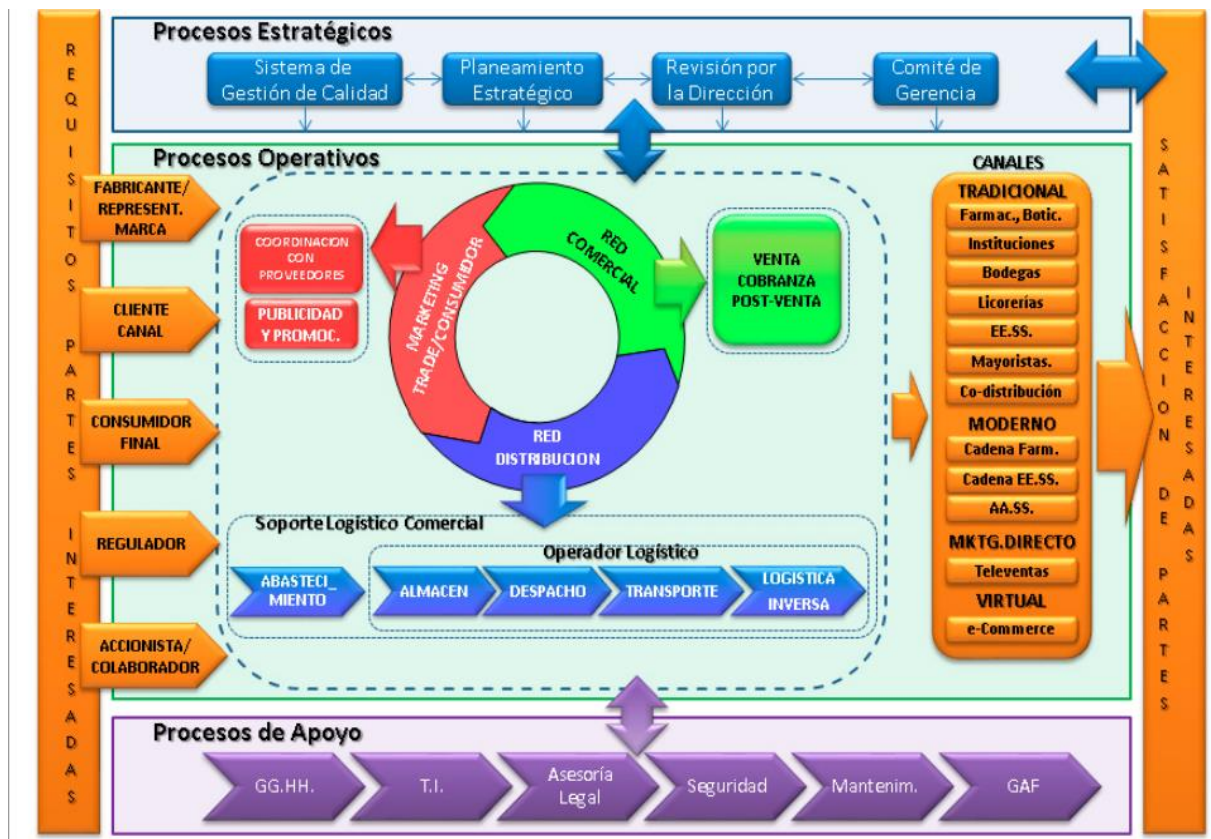 REQUISITOS PARTES INTERESADAS
Procesos Estratégicos
Sistema de
Gestión de Calidad
Planeamiento
Estratégico
Revisión por
la Dirección
Comité de
Gerencia
Procesos Operativos
FABRICANTE/
REPRESENT.
MARCA
CLIENTE
CANAL
CONSUMIDOR
FINAL
REGULADOR
ACCIONISTA/
COLABORADOR
COORDINACION
CON
PROVEEDORES
PUBLICIDAD
Y PROMOC.
MARKETING
TRADE/CONSUMIDOR
RED
COMERCIAL
RED
DISTRIBUCION
VENTA
COBRANZA
POST-VENTA
Soporte Logistico Comercial
Operador Logístico
ABASTECI_
MIENTO
ALMACEN
DESPACHO
TRANSPORTE
LOGISTICA
INVERSA
CANALES
TRADICIONAL
Farmac., Botic.
Instituciones
Bodegas
Licorerías
EE.SS.
Mayoristas.
Co-distribución
MODERNO
Cadena Farm.
Cadena EE.SS.
AA.SS.
MKTG.DIRECTO
Televentas
VIRTUAL
e-Commerce
Procesos de Apoyo
GG.HH.
T.I.
Asesoría
Legal
Seguridad
Mantenim.
GAF
SATISFACCION DE PARTES
INTERESADAS